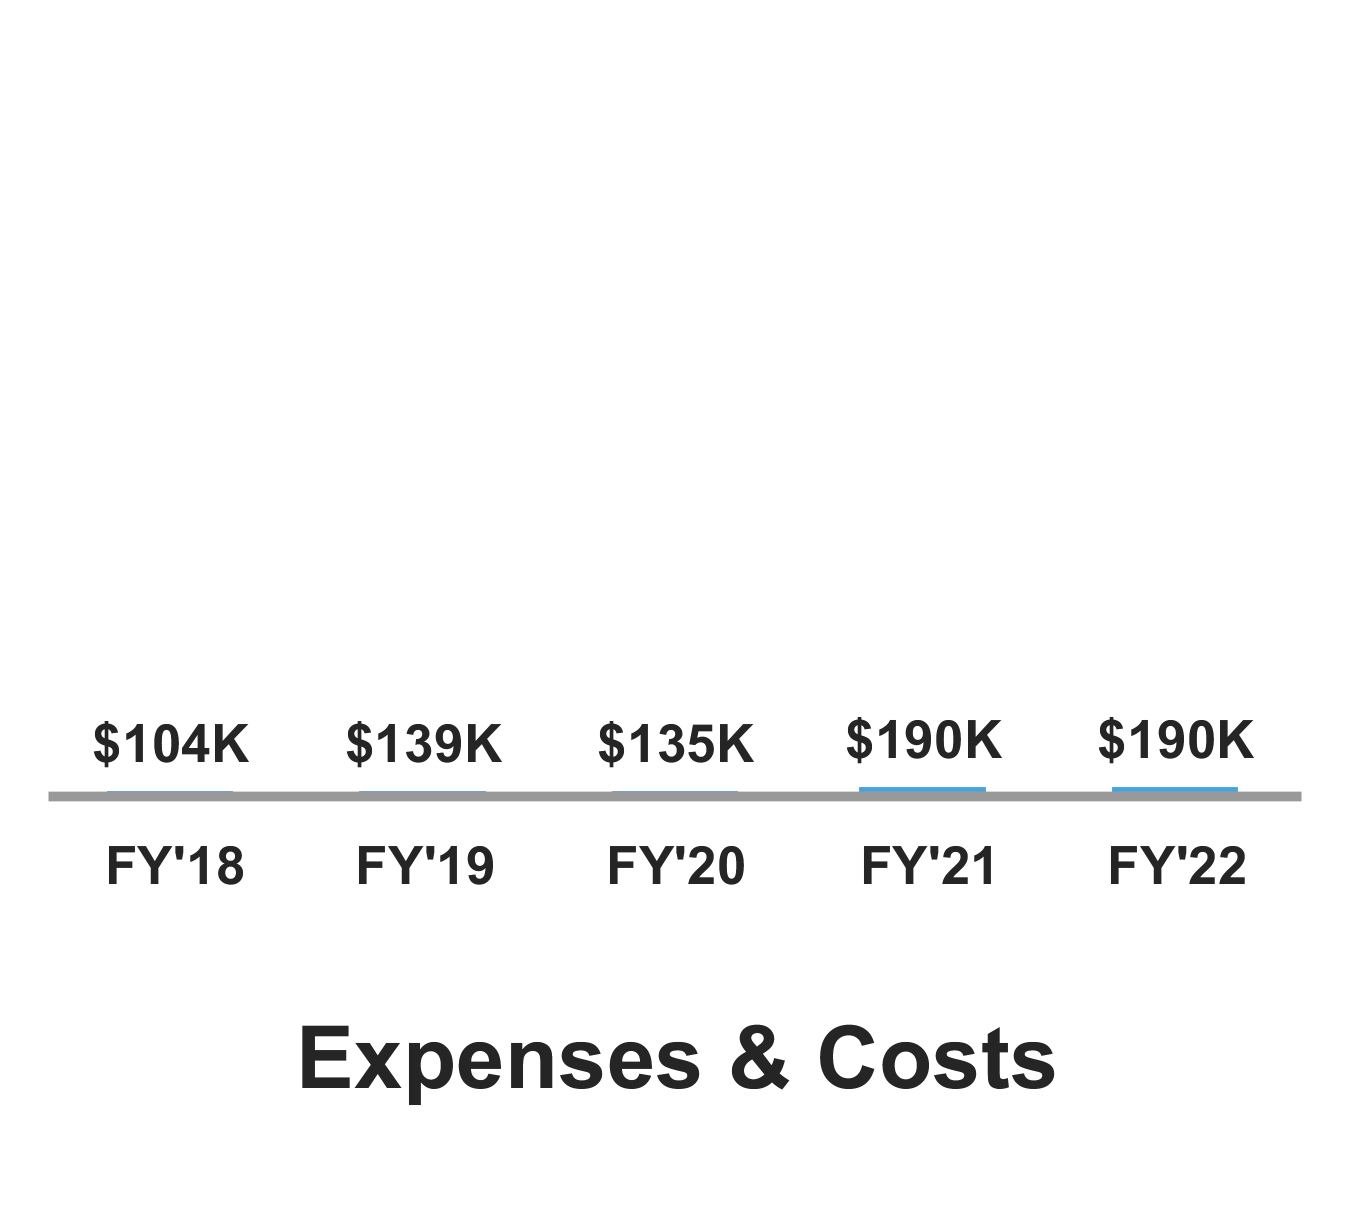 $104K $139K $135K $190K $190K
FY'18 FY'19 FY'20 FY'21 FY'22
Expenses & Costs